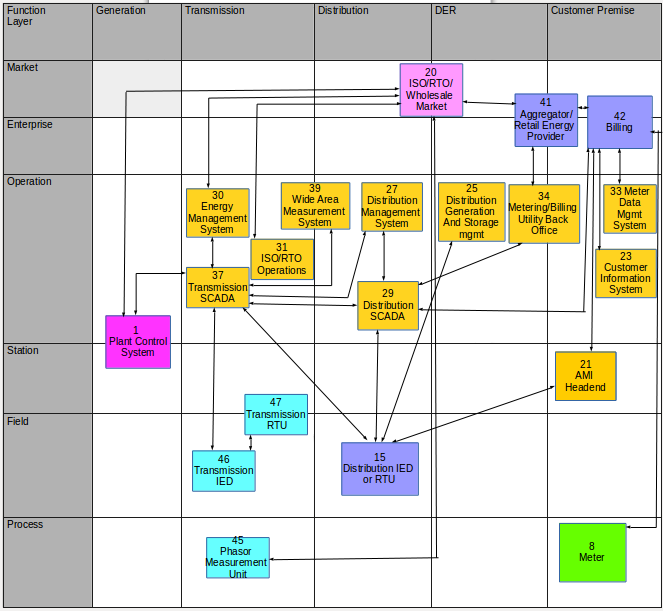 Function
Layer
Generation
Transmission
Distribution
DER
Customer Premise
Market
20
ISO/RTO/
Wholesale
Market
41
Aggregator/
Retail Energy
Provider
42
Billing
Enterprise
Operation
30
Energy
Management
System
39
Wide Area
Measurement
System
27
Distribution
Management
System
25
Distribution
Generation
And Storage
mgmt
34
Metering/Billing
Utility Back
Office
33 Meter
Data
Mgmt
System
31
ISO/RTO
Operations
23
Customer
Information
System
37
Transmission
SCADA
29
Distribution
SCADA
1
Plant Control
System
Station
21
AMI
Headend
47
Transmission
RTU
Field
46
Transmission
IED
15
Distribution IED
or RTU
Process
45
Phasor
Measurement
Unit
8
Meter